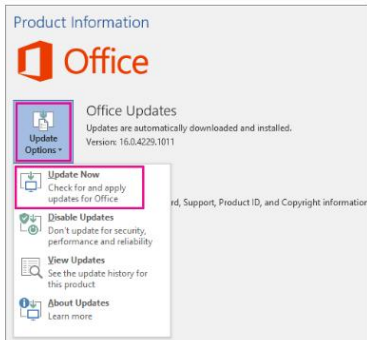 Product Information
Office
Office Updates
Updates are automatically downloaded and installed.
Version: 16.0.4229.1011
Update
Options
Update Now
Check for and apply
updates for Office
rd, Support, Product ID, and Copyright information
Disable Updates
Don't update for security,
performance and reliability
View Updates
See the update history for
this product
About Updates
Learn more